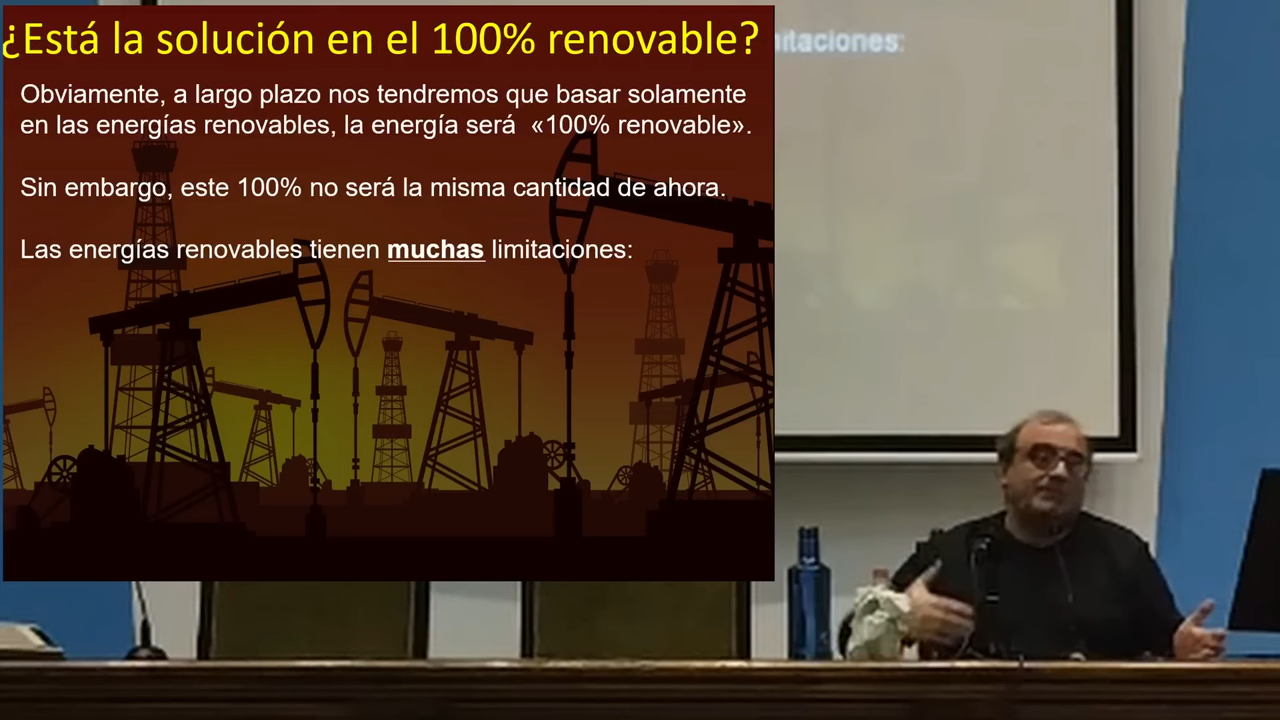 ¿Está la solución en el 100% renovable?
Obviamente, a largo plazo nos tendremos que basar solamente
en las energías renovables, la energía será «100% renovable».
Sin embargo, este 100% no será la misma cantidad de ahora.
Las energías renovables tienen muchas limitaciones:
itaciones: